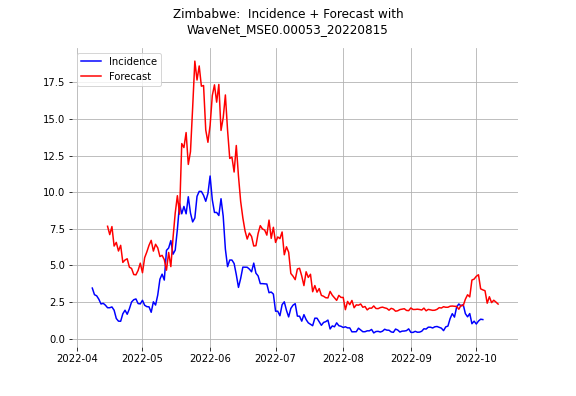 Zimbabwe:  Incidence + Forecast with
WaveNet_MSE0.00053_20220815
Incidence
Forecast
17.5
15.0
12.5
10.0
7.5
5.0
2.5
0.0
2022-04 2022-05 2022-06 2022-07 2022-08 2022-09 2022-10